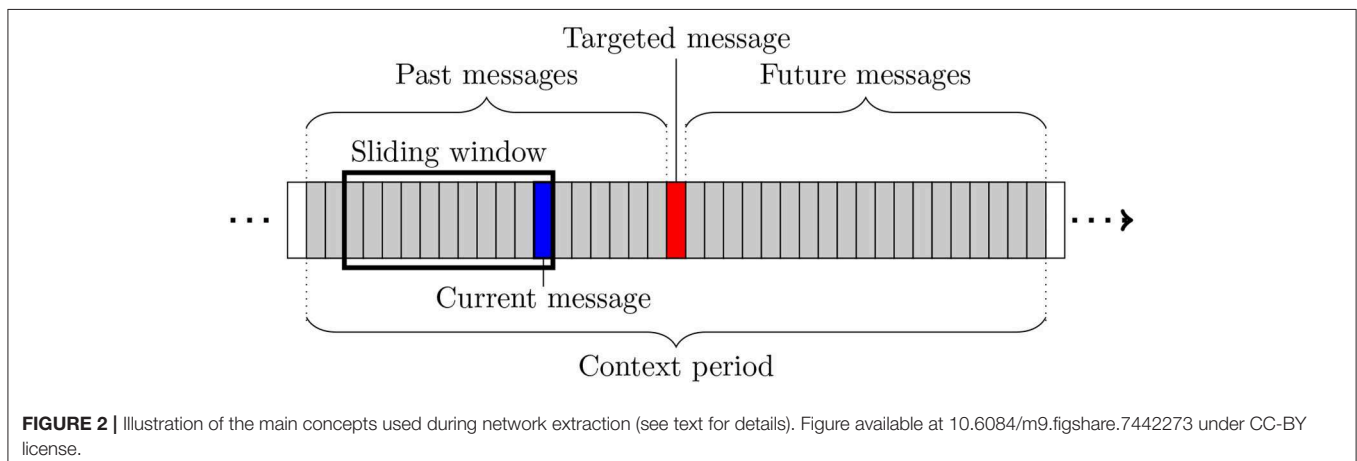 Targeted message
Past messages
Future messages
Sliding window
...
...
Current message
Context period
FIGURE 2 | Illustration of the main concepts used during network extraction (see text for details). Figure available at 10.6084/m9.figshare.7442273 under CC-BY
license.